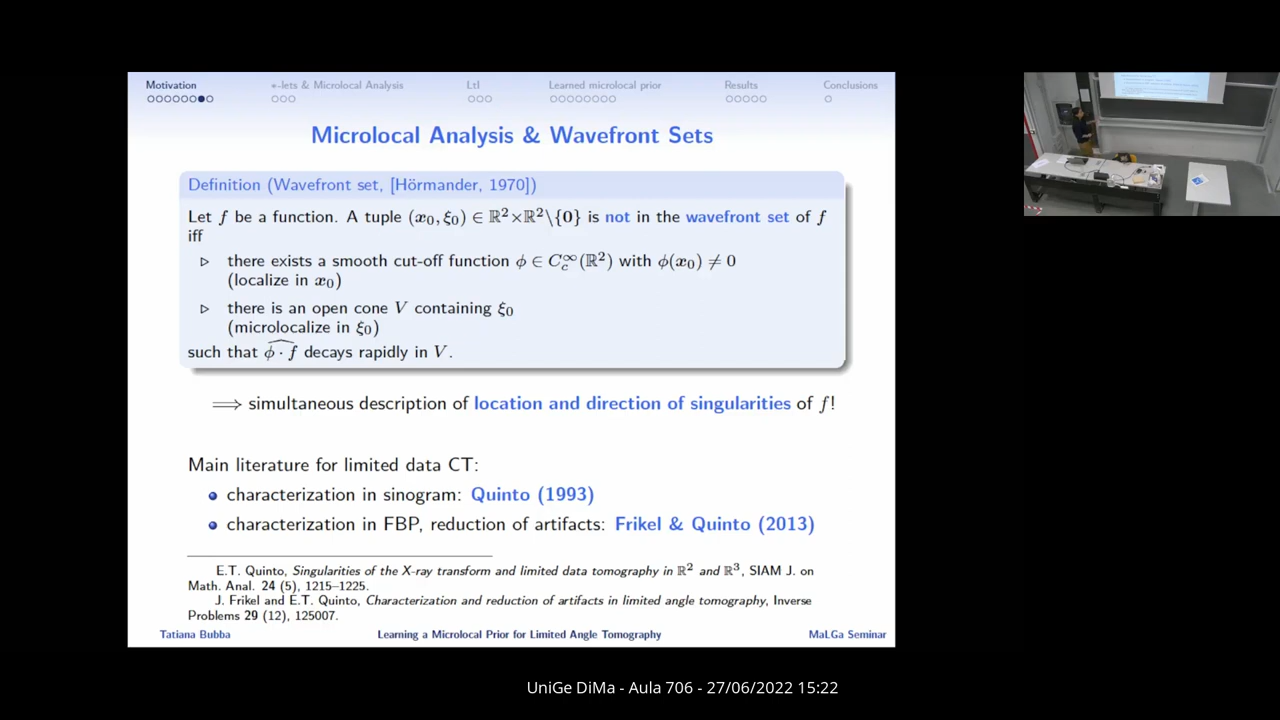 Motivation
*-lets & Microlocal Analysis
LtI
Learned microlocal prior
Results
Conclusions
Microlocal Analysis & Wavefront Sets
Definition (Wavefront set, [Hörmander, 1970])
Let f be a function. A tuple (x₀, ξ₀) ∈ ℝ²×ℝ²\{0} is not in the wavefront set of f
iff
▷ there exists a smooth cut-off function ϕ ∈ C_c^∞(ℝ²) with ϕ(x₀) ≠ 0
(localize in x₀)
▷ there is an open cone V containing ξ₀
(microlocalize in ξ₀)
such that \widehat{ϕ · f} decays rapidly in V.
⟹ simultaneous description of location and direction of singularities of f!
Main literature for limited data CT:
• characterization in sinogram: Quinto (1993)
• characterization in FBP, reduction of artifacts: Frikel & Quinto (2013)
E.T. Quinto, Singularities of the X-ray transform and limited data tomography in ℝ² and ℝ³, SIAM J. on
Math. Anal. 24 (5), 1215–1225.
J. Frikel and E.T. Quinto, Characterization and reduction of artifacts in limited angle tomography, Inverse
Problems 29 (12), 125007.
Tatiana Bubba
Learning a Microlocal Prior for Limited Angle Tomography
MaLGa Seminar
UniGe DiMa - Aula 706 - 27/06/2022 15:22